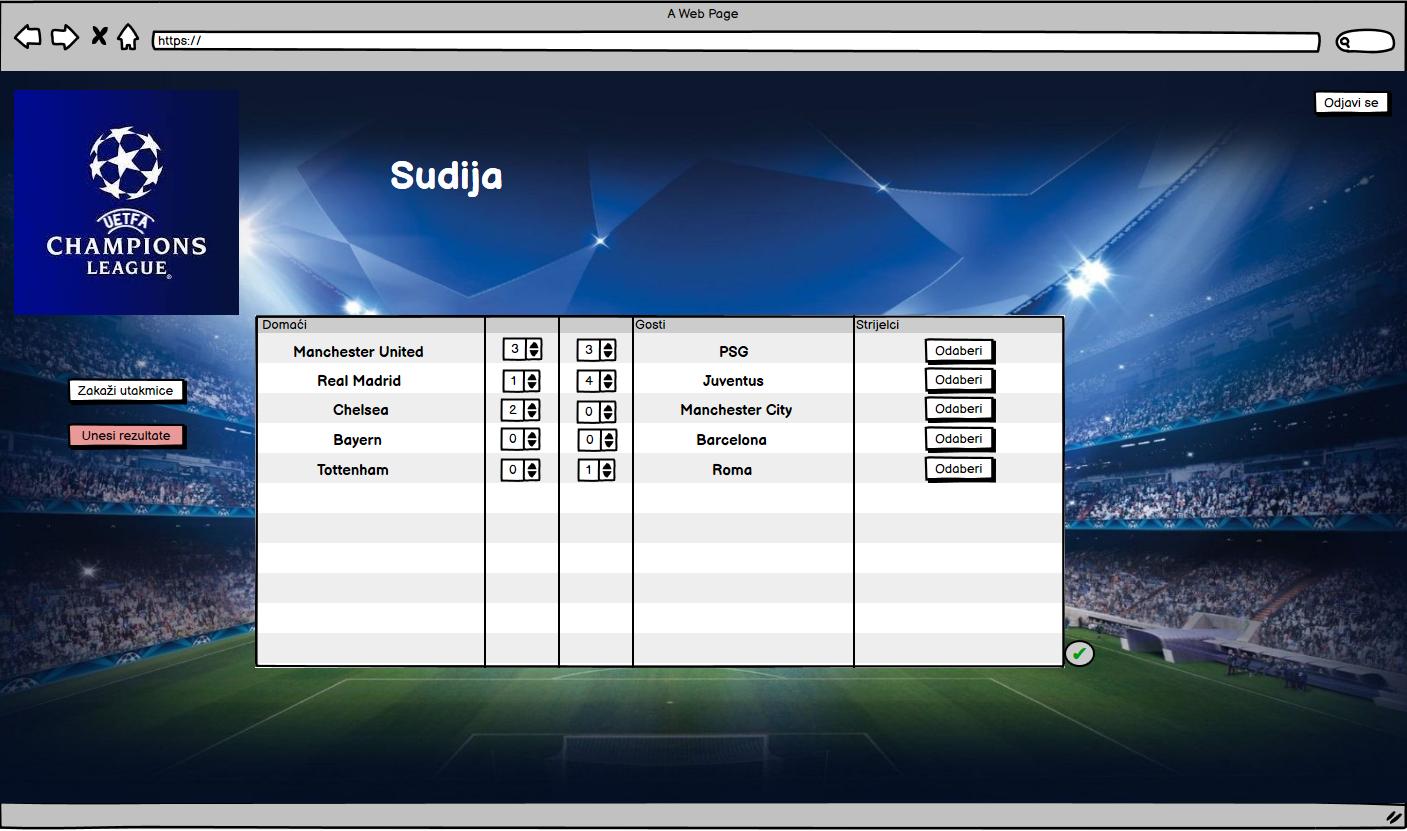 A Web Page
https://
Odjavi se
UETFA
CHAMPIONS
LEAGUE®
Sudija
Domaći Gosti Strijelci
Manchester United 3 3 PSG Odaberi
Real Madrid 1 4 Juventus Odaberi
Chelsea 2 0 Manchester City Odaberi
Bayern 0 0 Barcelona Odaberi
Tottenham 0 1 Roma Odaberi
Zakaži utakmice
Unesi rezultate